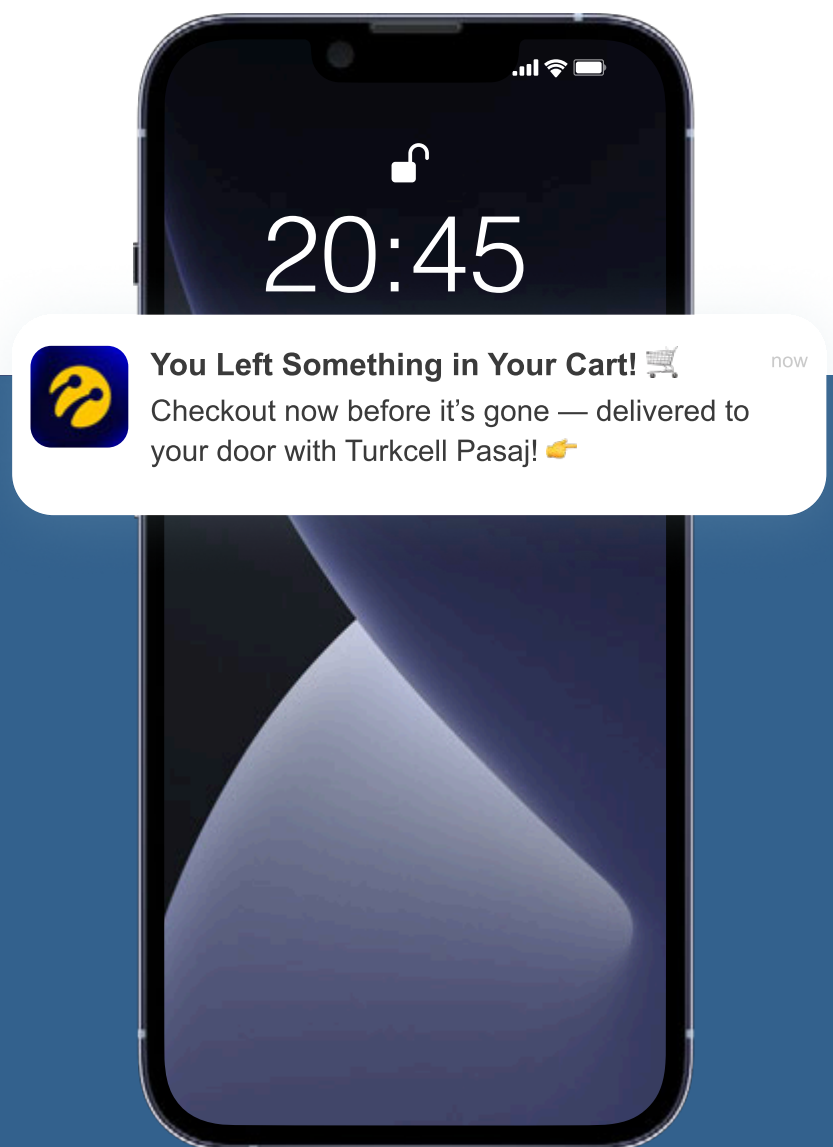 20:45
You Left Something in Your Cart! 🛒
now
Checkout now before it’s gone — delivered to
your door with Turkcell Pasaj! 👉